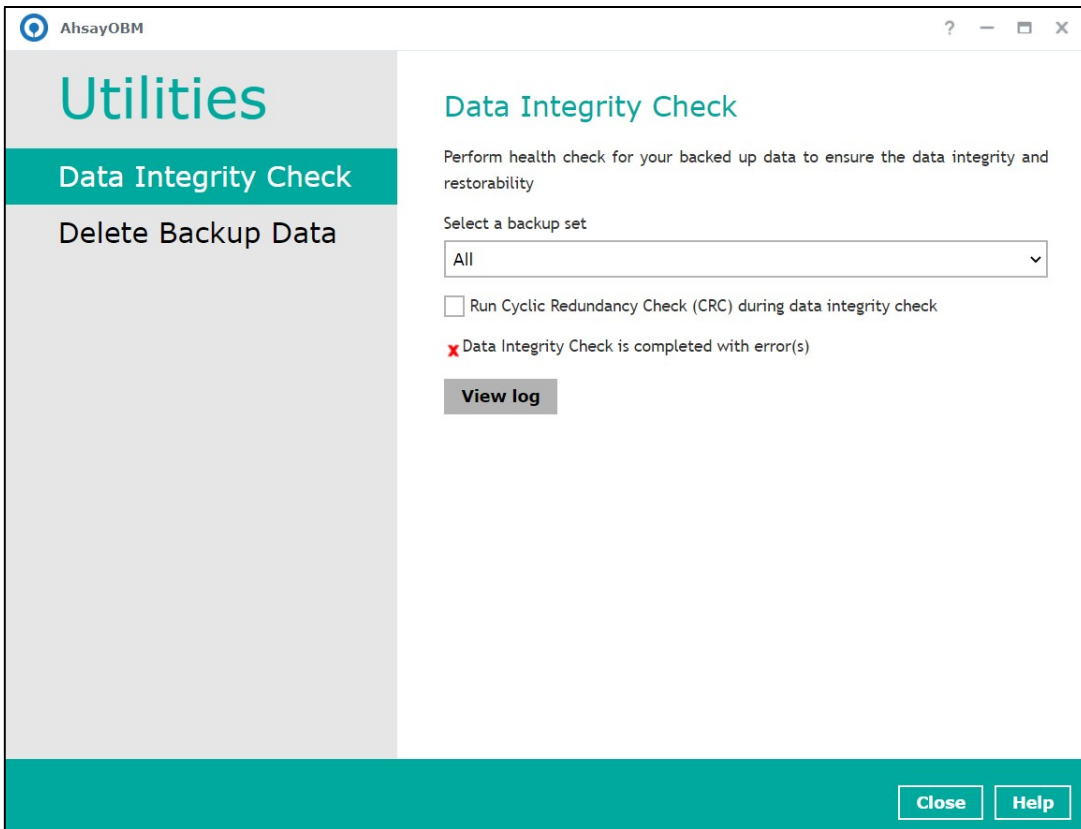 AhsayOBM
Utilities
Data Integrity Check
Delete Backup Data
Data Integrity Check
Perform health check for your backed up data to ensure the data integrity and
restorability
Select a backup set
All
Run Cyclic Redundancy Check (CRC) during data integrity check
Data Integrity Check is completed with error(s)
View log
Close
Help